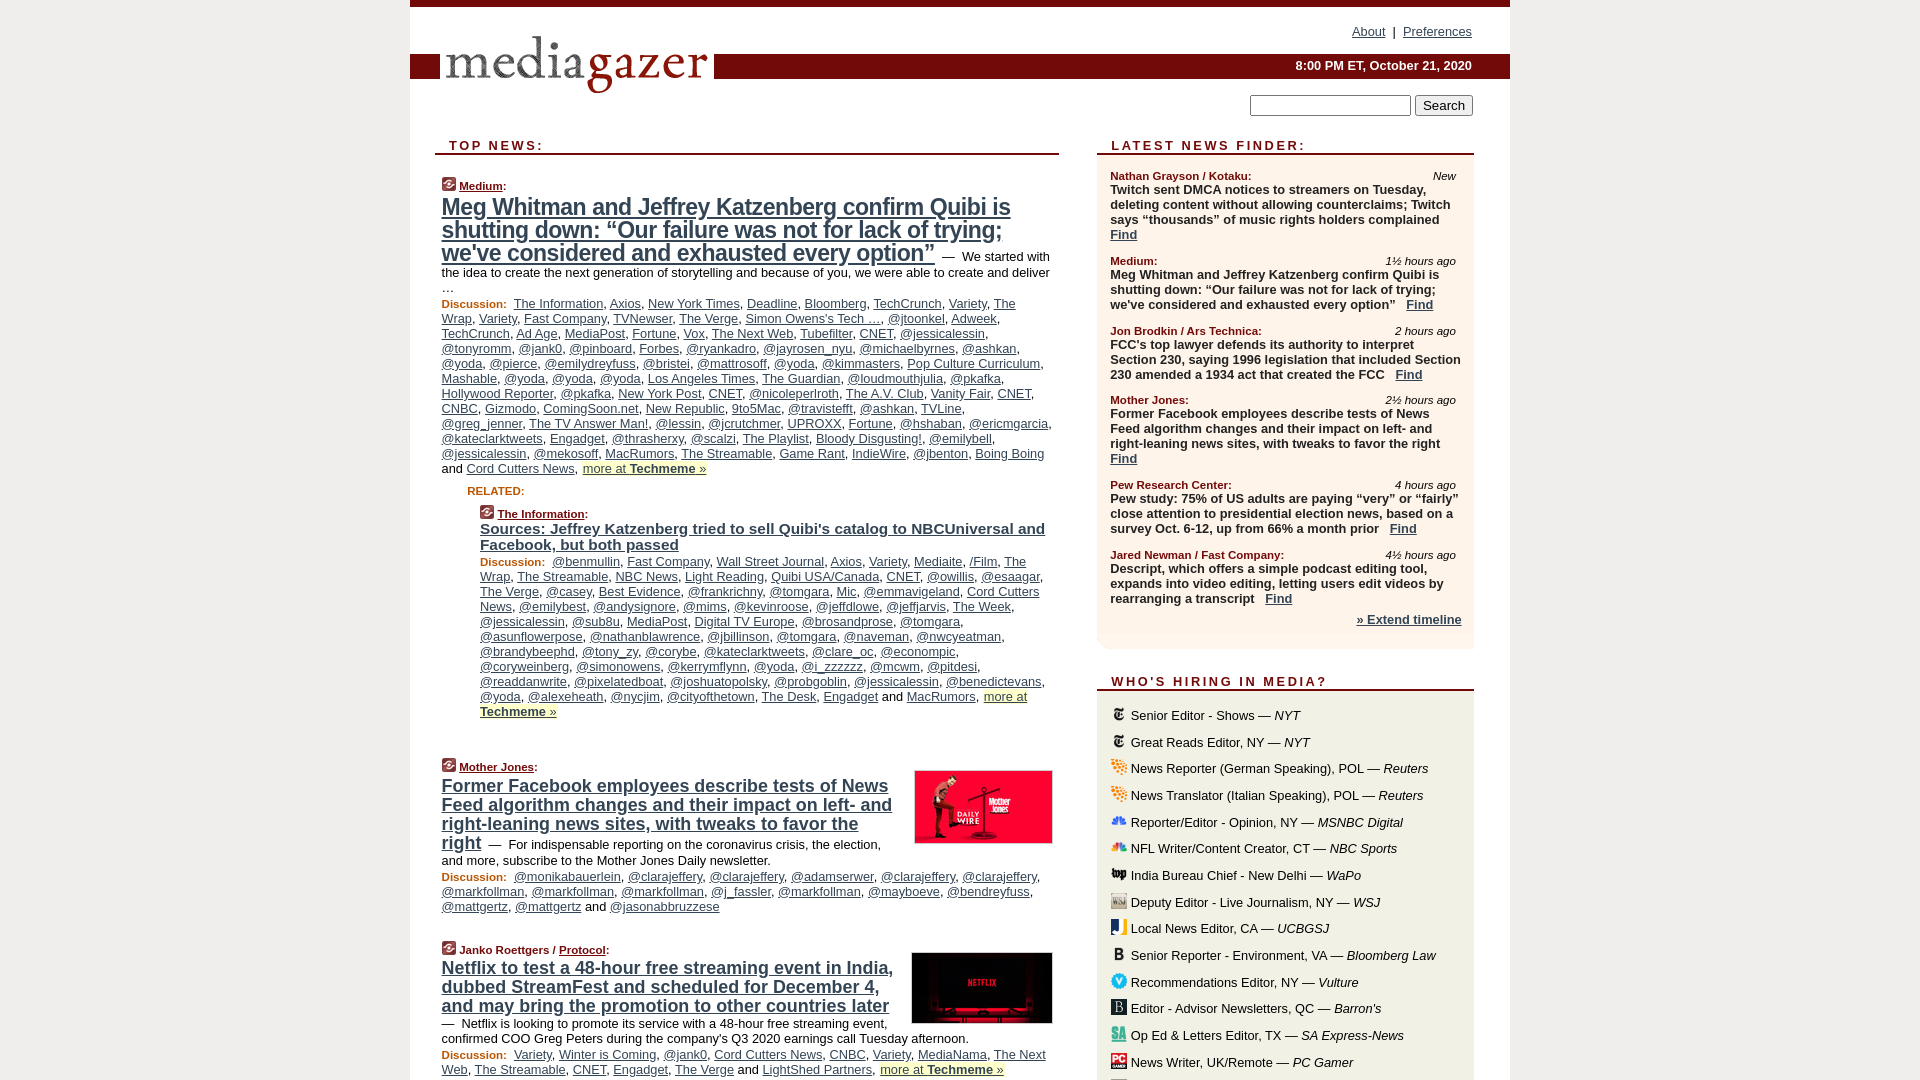 About | Preferences
mediagazer
8:00 PM ET, October 21, 2020
Search
TOP NEWS:
Medium:
Meg Whitman and Jeffrey Katzenberg confirm Quibi is
shutting down: “Our failure was not for lack of trying;
we've considered and exhausted every option” — We started with
the idea to create the next generation of storytelling and because of you, we were able to create and deliver
…
Discussion: The Information, Axios, New York Times, Deadline, Bloomberg, TechCrunch, Variety, The
Wrap, Variety, Fast Company, TVNewser, The Verge, Simon Owens's Tech …, @jtoonkel, Adweek,
TechCrunch, Ad Age, MediaPost, Fortune, Vox, The Next Web, Tubefilter, CNET, @jessicalessin,
@tonyromm, @jank0, @pinboard, Forbes, @ryankadro, @jayrosen_nyu, @michaelbyrnes, @ashkan,
@yoda, @pierce, @emilydreyfuss, @bristei, @mattrosoff, @yoda, @kimmasters, Pop Culture Curriculum,
Mashable, @yoda, @yoda, @yoda, Los Angeles Times, The Guardian, @loudmouthjulia, @pkafka,
Hollywood Reporter, @pkafka, New York Post, CNET, @nicoleperlroth, The A.V. Club, Vanity Fair, CNET,
CNBC, Gizmodo, ComingSoon.net, New Republic, 9to5Mac, @travistefft, @ashkan, TVLine,
@greg_jenner, The TV Answer Man!, @lessin, @jcrutchmer, UPROXX, Fortune, @hshaban, @ericmgarcia,
@kateclarktweets, Engadget, @thrasherxy, @scalzi, The Playlist, Bloody Disgusting!, @emilybell,
@jessicalessin, @mekosoff, MacRumors, The Streamable, Game Rant, IndieWire, @jbenton, Boing Boing
and Cord Cutters News, more at Techmeme »
RELATED:
The Information:
Sources: Jeffrey Katzenberg tried to sell Quibi's catalog to NBCUniversal and
Facebook, but both passed
Discussion: @benmullin, Fast Company, Wall Street Journal, Axios, Variety, Mediaite, /Film, The
Wrap, The Streamable, NBC News, Light Reading, Quibi USA/Canada, CNET, @owillis, @esaagar,
The Verge, @casey, Best Evidence, @frankrichny, @tomgara, Mic, @emmavigeland, Cord Cutters
News, @emilybest, @andysignore, @mims, @kevinroose, @jeffdlowe, @jeffjarvis, The Week,
@jessicalessin, @sub8u, MediaPost, Digital TV Europe, @brosandprose, @tomgara,
@asunflowerpose, @nathanblawrence, @jbillinson, @tomgara, @naveman, @nwcyeatman,
@brandybeephd, @tony_zy, @corybe, @kateclarktweets, @clare_oc, @econompic,
@coryweinberg, @simonowens, @kerrymflynn, @yoda, @i_zzzzzz, @mcwm, @pitdesi,
@readdanwrite, @pixelatedboat, @joshuatopolsky, @probgoblin, @jessicalessin, @benedictevans,
@yoda, @alexeheath, @nycjim, @cityofthetown, The Desk, Engadget and MacRumors, more at
Techmeme »
Mother Jones:
Former Facebook employees describe tests of News
Feed algorithm changes and their impact on left- and
right-leaning news sites, with tweaks to favor the
right — For indispensable reporting on the coronavirus crisis, the election,
and more, subscribe to the Mother Jones Daily newsletter.
DAILY
WIRE
Mother
Jones
Discussion: @monikabauerlein, @clarajeffery, @clarajeffery, @adamserwer, @clarajeffery, @clarajeffery,
@markfollman, @markfollman, @markfollman, @j_fassler, @markfollman, @mayboeve, @bendreyfuss,
@mattgertz, @mattgertz and @jasonabbruzzese
Janko Roettgers / Protocol:
Netflix to test a 48-hour free streaming event in India,
dubbed StreamFest and scheduled for December 4,
and may bring the promotion to other countries later
— Netflix is looking to promote its service with a 48-hour free streaming event,
confirmed COO Greg Peters during the company's Q3 2020 earnings call Tuesday afternoon.
NETFLIX
Discussion: Variety, Winter is Coming, @jank0, Cord Cutters News, CNBC, Variety, MediaNama, The Next
Web, The Streamable, CNET, Engadget, The Verge and LightShed Partners, more at Techmeme »
LATEST NEWS FINDER:
Nathan Grayson / Kotaku: New
Twitch sent DMCA notices to streamers on Tuesday,
deleting content without allowing counterclaims; Twitch
says “thousands” of music rights holders complained
Find
Medium: 1½ hours ago
Meg Whitman and Jeffrey Katzenberg confirm Quibi is
shutting down: “Our failure was not for lack of trying;
we've considered and exhausted every option” Find
Jon Brodkin / Ars Technica: 2 hours ago
FCC's top lawyer defends its authority to interpret
Section 230, saying 1996 legislation that included Section
230 amended a 1934 act that created the FCC Find
Mother Jones: 2½ hours ago
Former Facebook employees describe tests of News
Feed algorithm changes and their impact on left- and
right-leaning news sites, with tweaks to favor the right
Find
Pew Research Center: 4 hours ago
Pew study: 75% of US adults are paying “very” or “fairly”
close attention to presidential election news, based on a
survey Oct. 6-12, up from 66% a month prior Find
Jared Newman / Fast Company: 4½ hours ago
Descript, which offers a simple podcast editing tool,
expands into video editing, letting users edit videos by
rearranging a transcript Find
» Extend timeline
WHO'S HIRING IN MEDIA?
Senior Editor - Shows — NYT
Great Reads Editor, NY — NYT
News Reporter (German Speaking), POL — Reuters
News Translator (Italian Speaking), POL — Reuters
Reporter/Editor - Opinion, NY — MSNBC Digital
NFL Writer/Content Creator, CT — NBC Sports
India Bureau Chief - New Delhi — WaPo
Deputy Editor - Live Journalism, NY — WSJ
Local News Editor, CA — UCBGSJ
Senior Reporter - Environment, VA — Bloomberg Law
Recommendations Editor, NY — Vulture
Editor - Advisor Newsletters, QC — Barron's
Op Ed & Letters Editor, TX — SA Express-News
News Writer, UK/Remote — PC Gamer